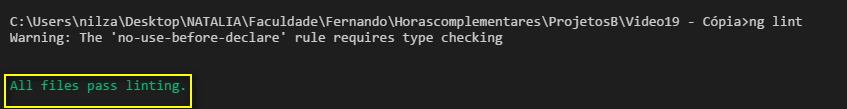 C:\Users\nilza\Desktop\NATALIA\Faculdade\Fernando\Horascomplementares\ProjetosB\Video19 - Cópia>ng lint
Warning: The 'no-use-before-declare' rule requires type checking
All files pass linting.